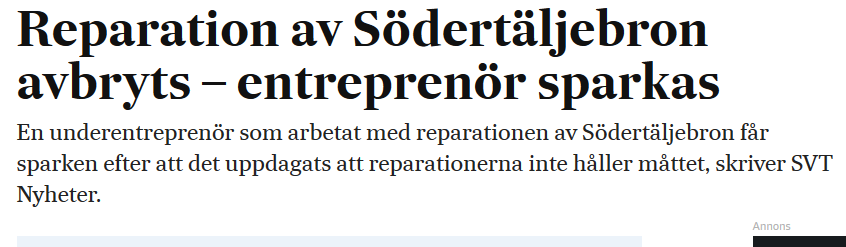 Reparation av Södertäljebron
avbryts – entreprenör sparkas
En underentreprenör som arbetat med reparationen av Södertäljebron får
sparken efter att det uppdagats att reparationerna inte håller måttet, skriver SVT
Nyheter.
Annons